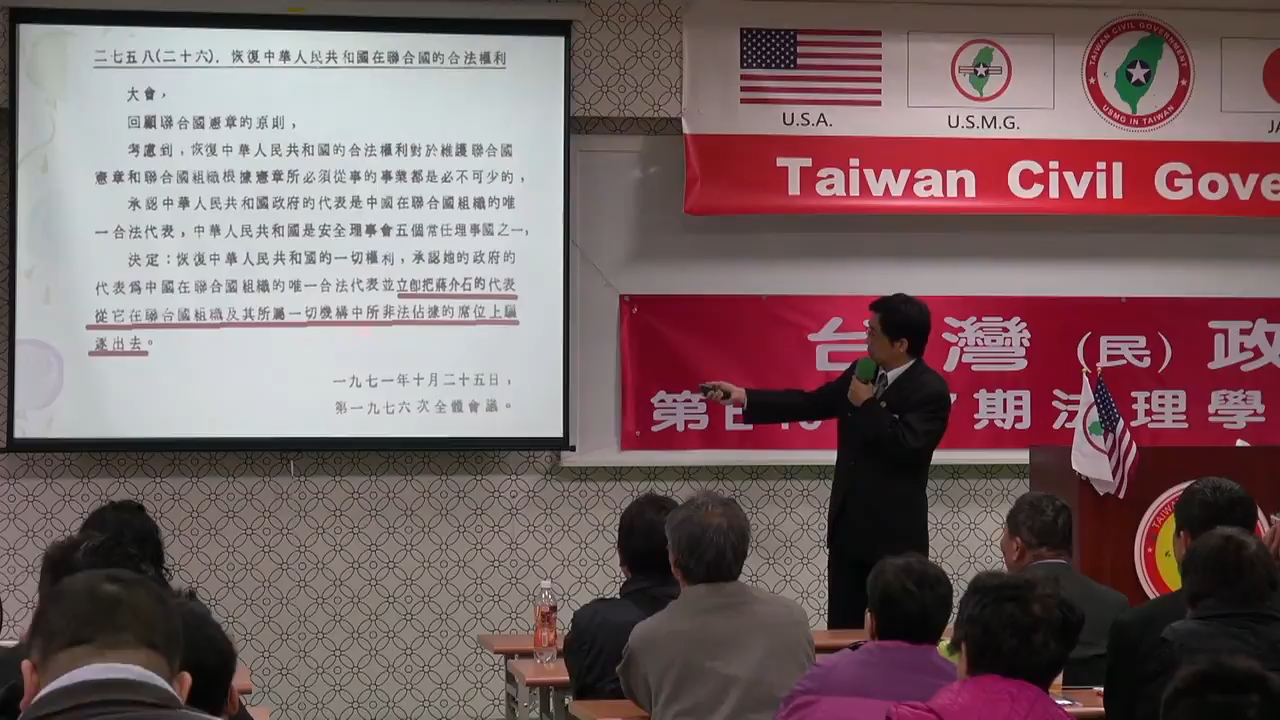 二七五八(二十六). 恢復中華人民共和國在聯合國的合法權利
大會，
回顧聯合國憲章的原則，
考慮到，恢復中華人民共和國的合法權利對於維護聯合國
憲章和聯合國組織根據憲章所必須從事的事業都是必不可少的，
承認中華人民共和國政府的代表是中國在聯合國組織的唯
一合法代表，中華人民共和國是安全理事會五個常任理事國之一，
決定：恢復中華人民共和國的一切權利，承認她的政府的
代表為中國在聯合國組織的唯一合法代表並立即把蔣介石的代表
從它在聯合國組織及其所屬一切機構中所非法佔據的席位上驅
逐出去。
一九七一年十月二十五日，
第一九七六次全體會議。
U.S.A.
U.S.M.G.
TAIWAN CIVIL GOVERNMENT
USMG IN TAIWAN
JA
Taiwan Civil Gove
台灣（民）政
第
期法理學
TAIWAN